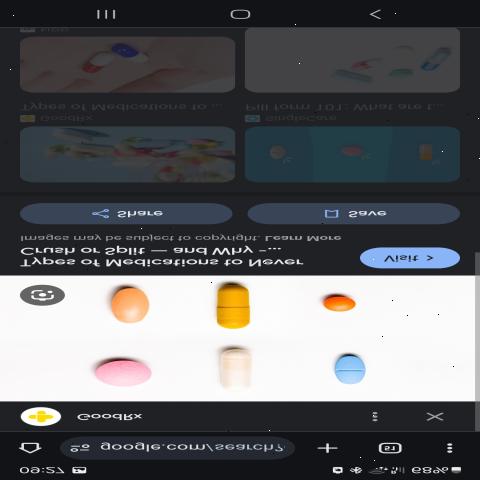 09:27 68%
google.com/search? 51
GoodRx
Types of Medications to Never
Crush or Split — and Why -...
Visit >
Images may be subject to copyright. Learn More
Share Save
GoodRx SingleCare
Types of Medications to ... Pill Form 101: What are t...